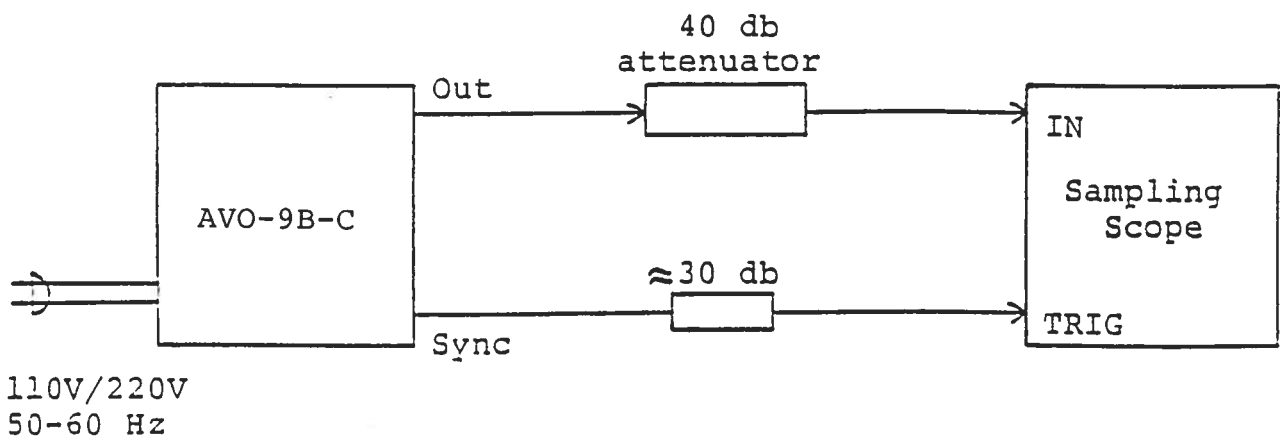 40 db
attenuator
Out
IN
AVO-9B-C
Sampling
Scope
≈30 db
Sync
TRIG
110V/220V
50-60 Hz